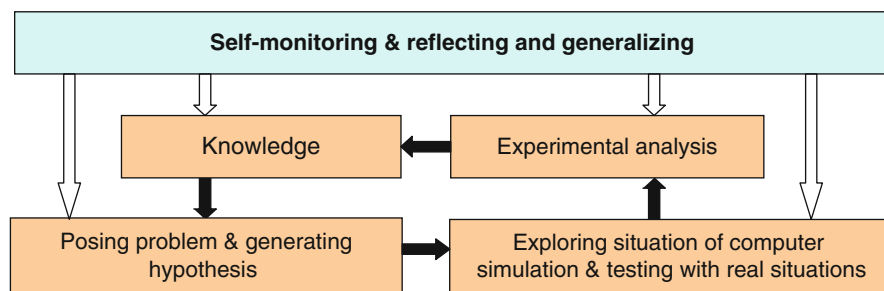 Self-monitoring & reflecting and generalizing
Knowledge
Experimental analysis
Posing problem & generating
hypothesis
Exploring situation of computer
simulation & testing with real situations